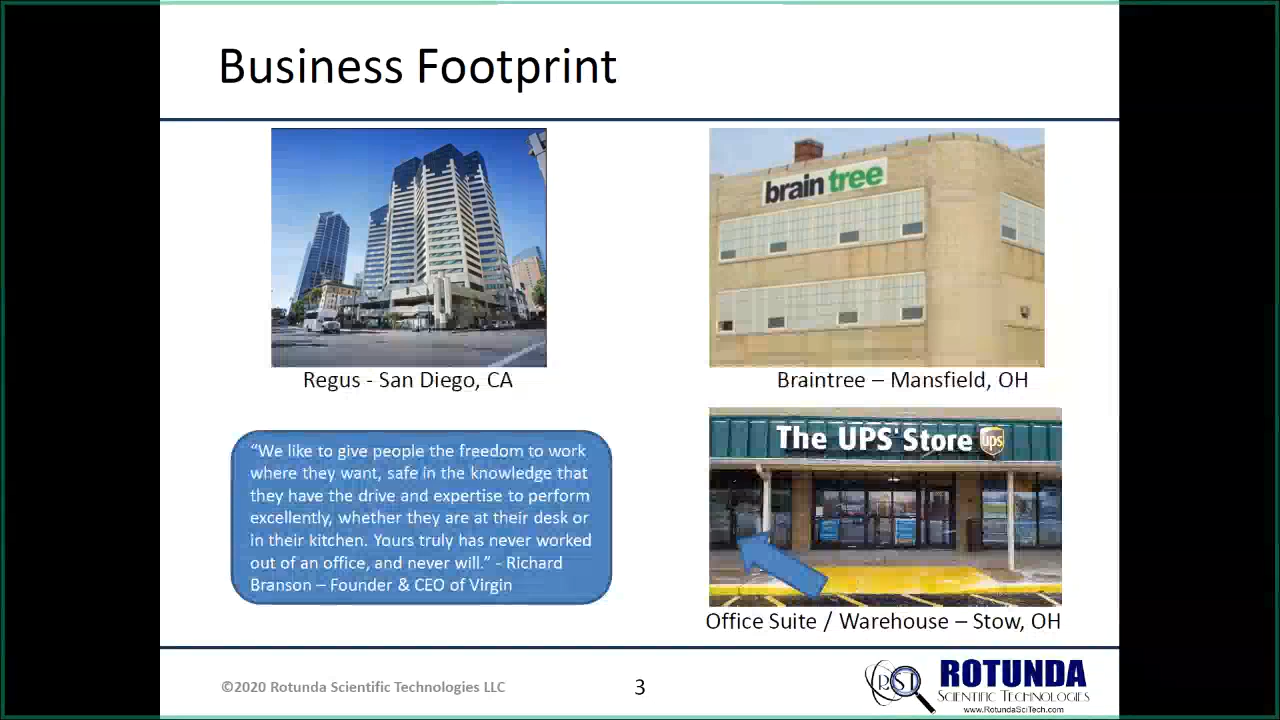 Business Footprint
brain tree
Regus - San Diego, CA
Braintree – Mansfield, OH
The UPS Store ups
“We like to give people the freedom to work
where they want, safe in the knowledge that
they have the drive and expertise to perform
excellently, whether they are at their desk or
in their kitchen. Yours truly has never worked
out of an office, and never will.” - Richard
Branson – Founder & CEO of Virgin
Office Suite / Warehouse – Stow, OH
©2020 Rotunda Scientific Technologies LLC
3
RST
ROTUNDA
SCIENTIFIC TECHNOLOGIES
www.RotundaSciTech.com